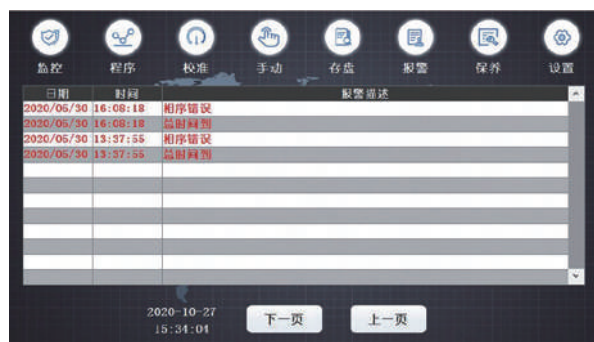 监控 程序 校准 手动 存盘 报警 保养 设置
日期 时间 报警描述
2020/05/30 16:08:18 相序错误
2020/05/30 16:08:18 总时间到
2020/05/30 13:37:55 相序错误
2020/05/30 13:37:55 总时间到
2020-10-27
15:34:01
下一页 上一页